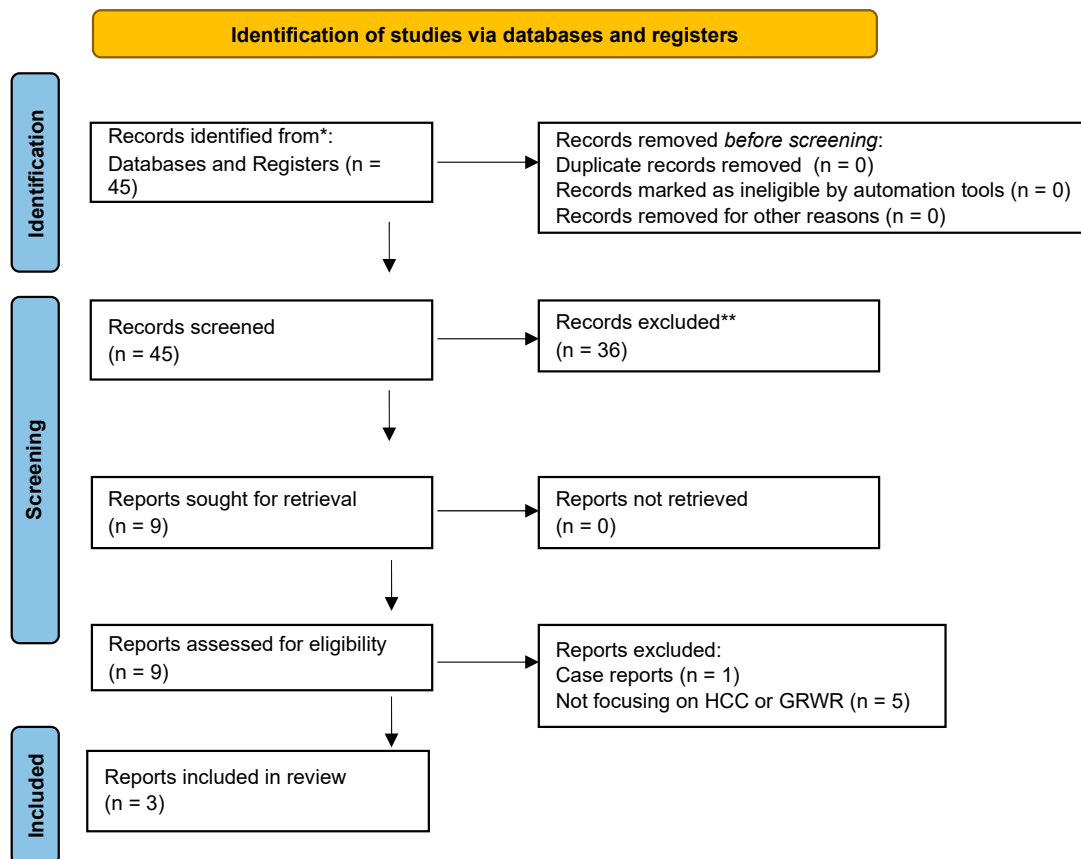 Identification of studies via databases and registers
Identification
Records identified from*:
Databases and Registers (n =
45)
Records removed before screening:
Duplicate records removed  (n = 0)
Records marked as ineligible by automation tools (n = 0)
Records removed for other reasons (n = 0)
Screening
Records screened
(n = 45)
Records excluded**
(n = 36)
Reports sought for retrieval
(n = 9)
Reports not retrieved
(n = 0)
Reports assessed for eligibility
(n = 9)
Reports excluded:
Case reports (n = 1)
Not focusing on HCC or GRWR (n = 5)
Included
Reports included in review
(n = 3)